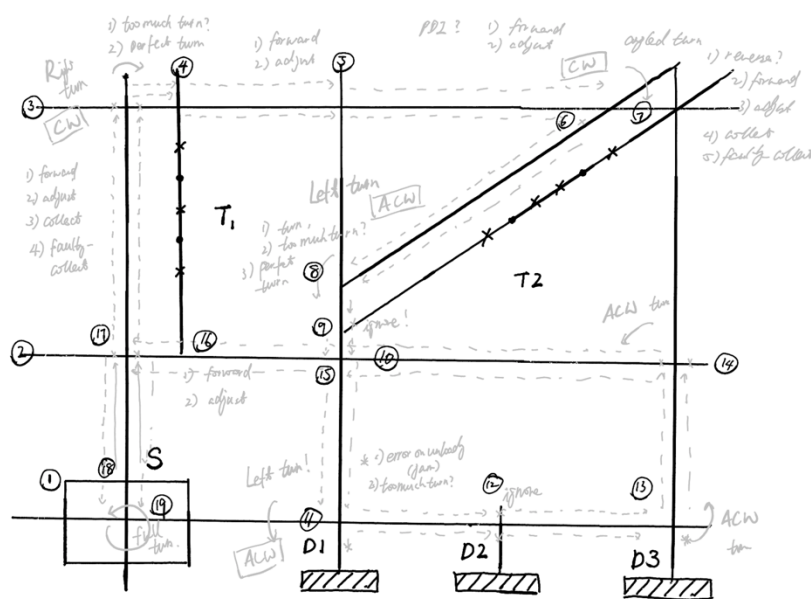 1) too much turn?
2) perfect turn
Right turn
CW
4
1) forward
2) adjust
5
PDI?
1) forward
2) adjust
CW
angled turn
1) reverse?
2) forward
3) adjust
4) collect
5) faulty-collect
3
6
7
1) forward
2) adjust
3) collect
4) faulty-
collect
T1
Left turn
ACW
1) turn,
2) too much turn?
3) perfect
turn
8
T2
9
ignore!
ACW turn
17
16
2
10
14
15
1) forward
2) adjust
18
S
1
Left turn!
* 1) error on unloady
(jam)
2) too much turn?
12
ignore
13
19
full
turn.
11
ACW
ACW
turn
D1
D2
D3